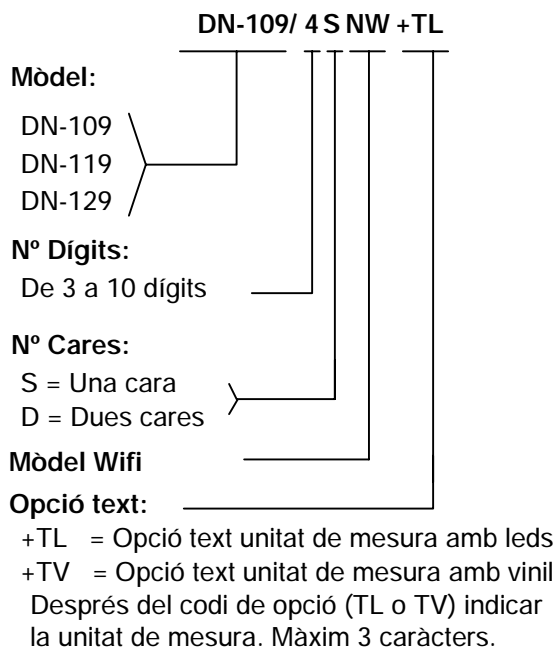 DN-109/ 4 S NW +TL
Mòdel:
DN-109
DN-119
DN-129
Nº Dígits:
De 3 a 10 dígits
Nº Cares:
S = Una cara
D = Dues cares
Mòdel Wifi
Opció text:
+TL = Opció text unitat de mesura amb leds
+TV = Opció text unitat de mesura amb vinil
Després del codi de opció (TL o TV) indicar
la unitat de mesura. Màxim 3 caràcters.